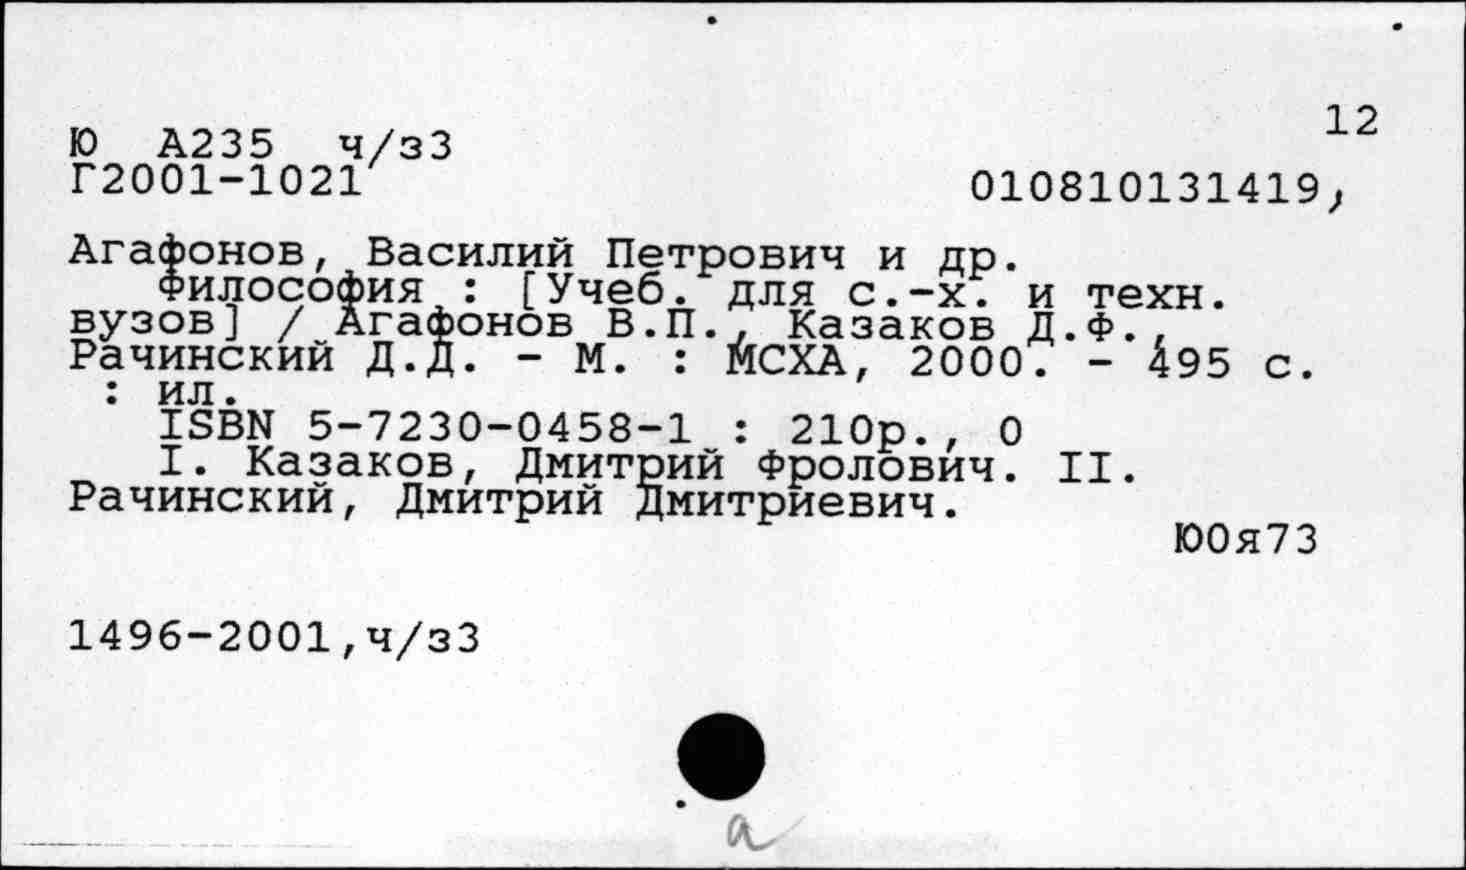 12
Ю А235 ч/з3
Г2001-1021
010810131419;
Агафонов, Василий Петрович и др.
Философия : [Учеб. для с.-х. и техн.
вузов] / Агафонов В.П., Казаков Д.Ф.,
Рачинский Д.Д. - М. : МСХА, 2000. - 495 с.
: ил.
ISBN 5-7230-0458-1 : 210р., 0
I. Казаков, Дмитрий Фролович. II.
Рачинский, Дмитрий Дмитриевич.
Ю0я73
1496-2001,ч/з3
а